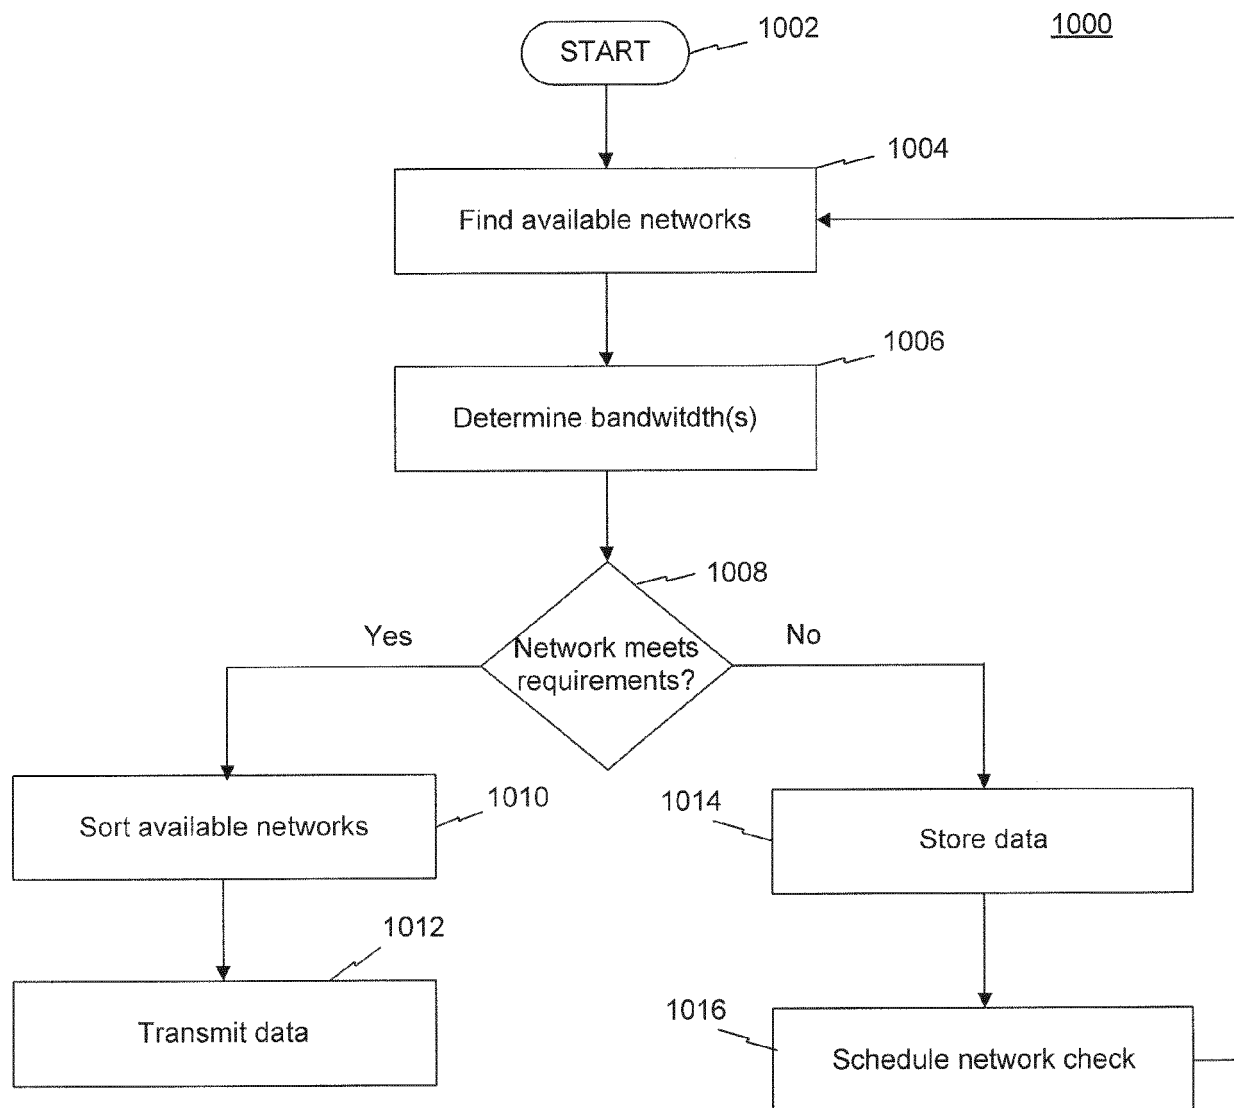 1002
1000
START
1004
Find available networks
1006
Determine bandwitdth(s)
1008
Yes
No
Network meets
requirements?
1010
1014
Sort available networks
Store data
1012
1016
Transmit data
Schedule network check